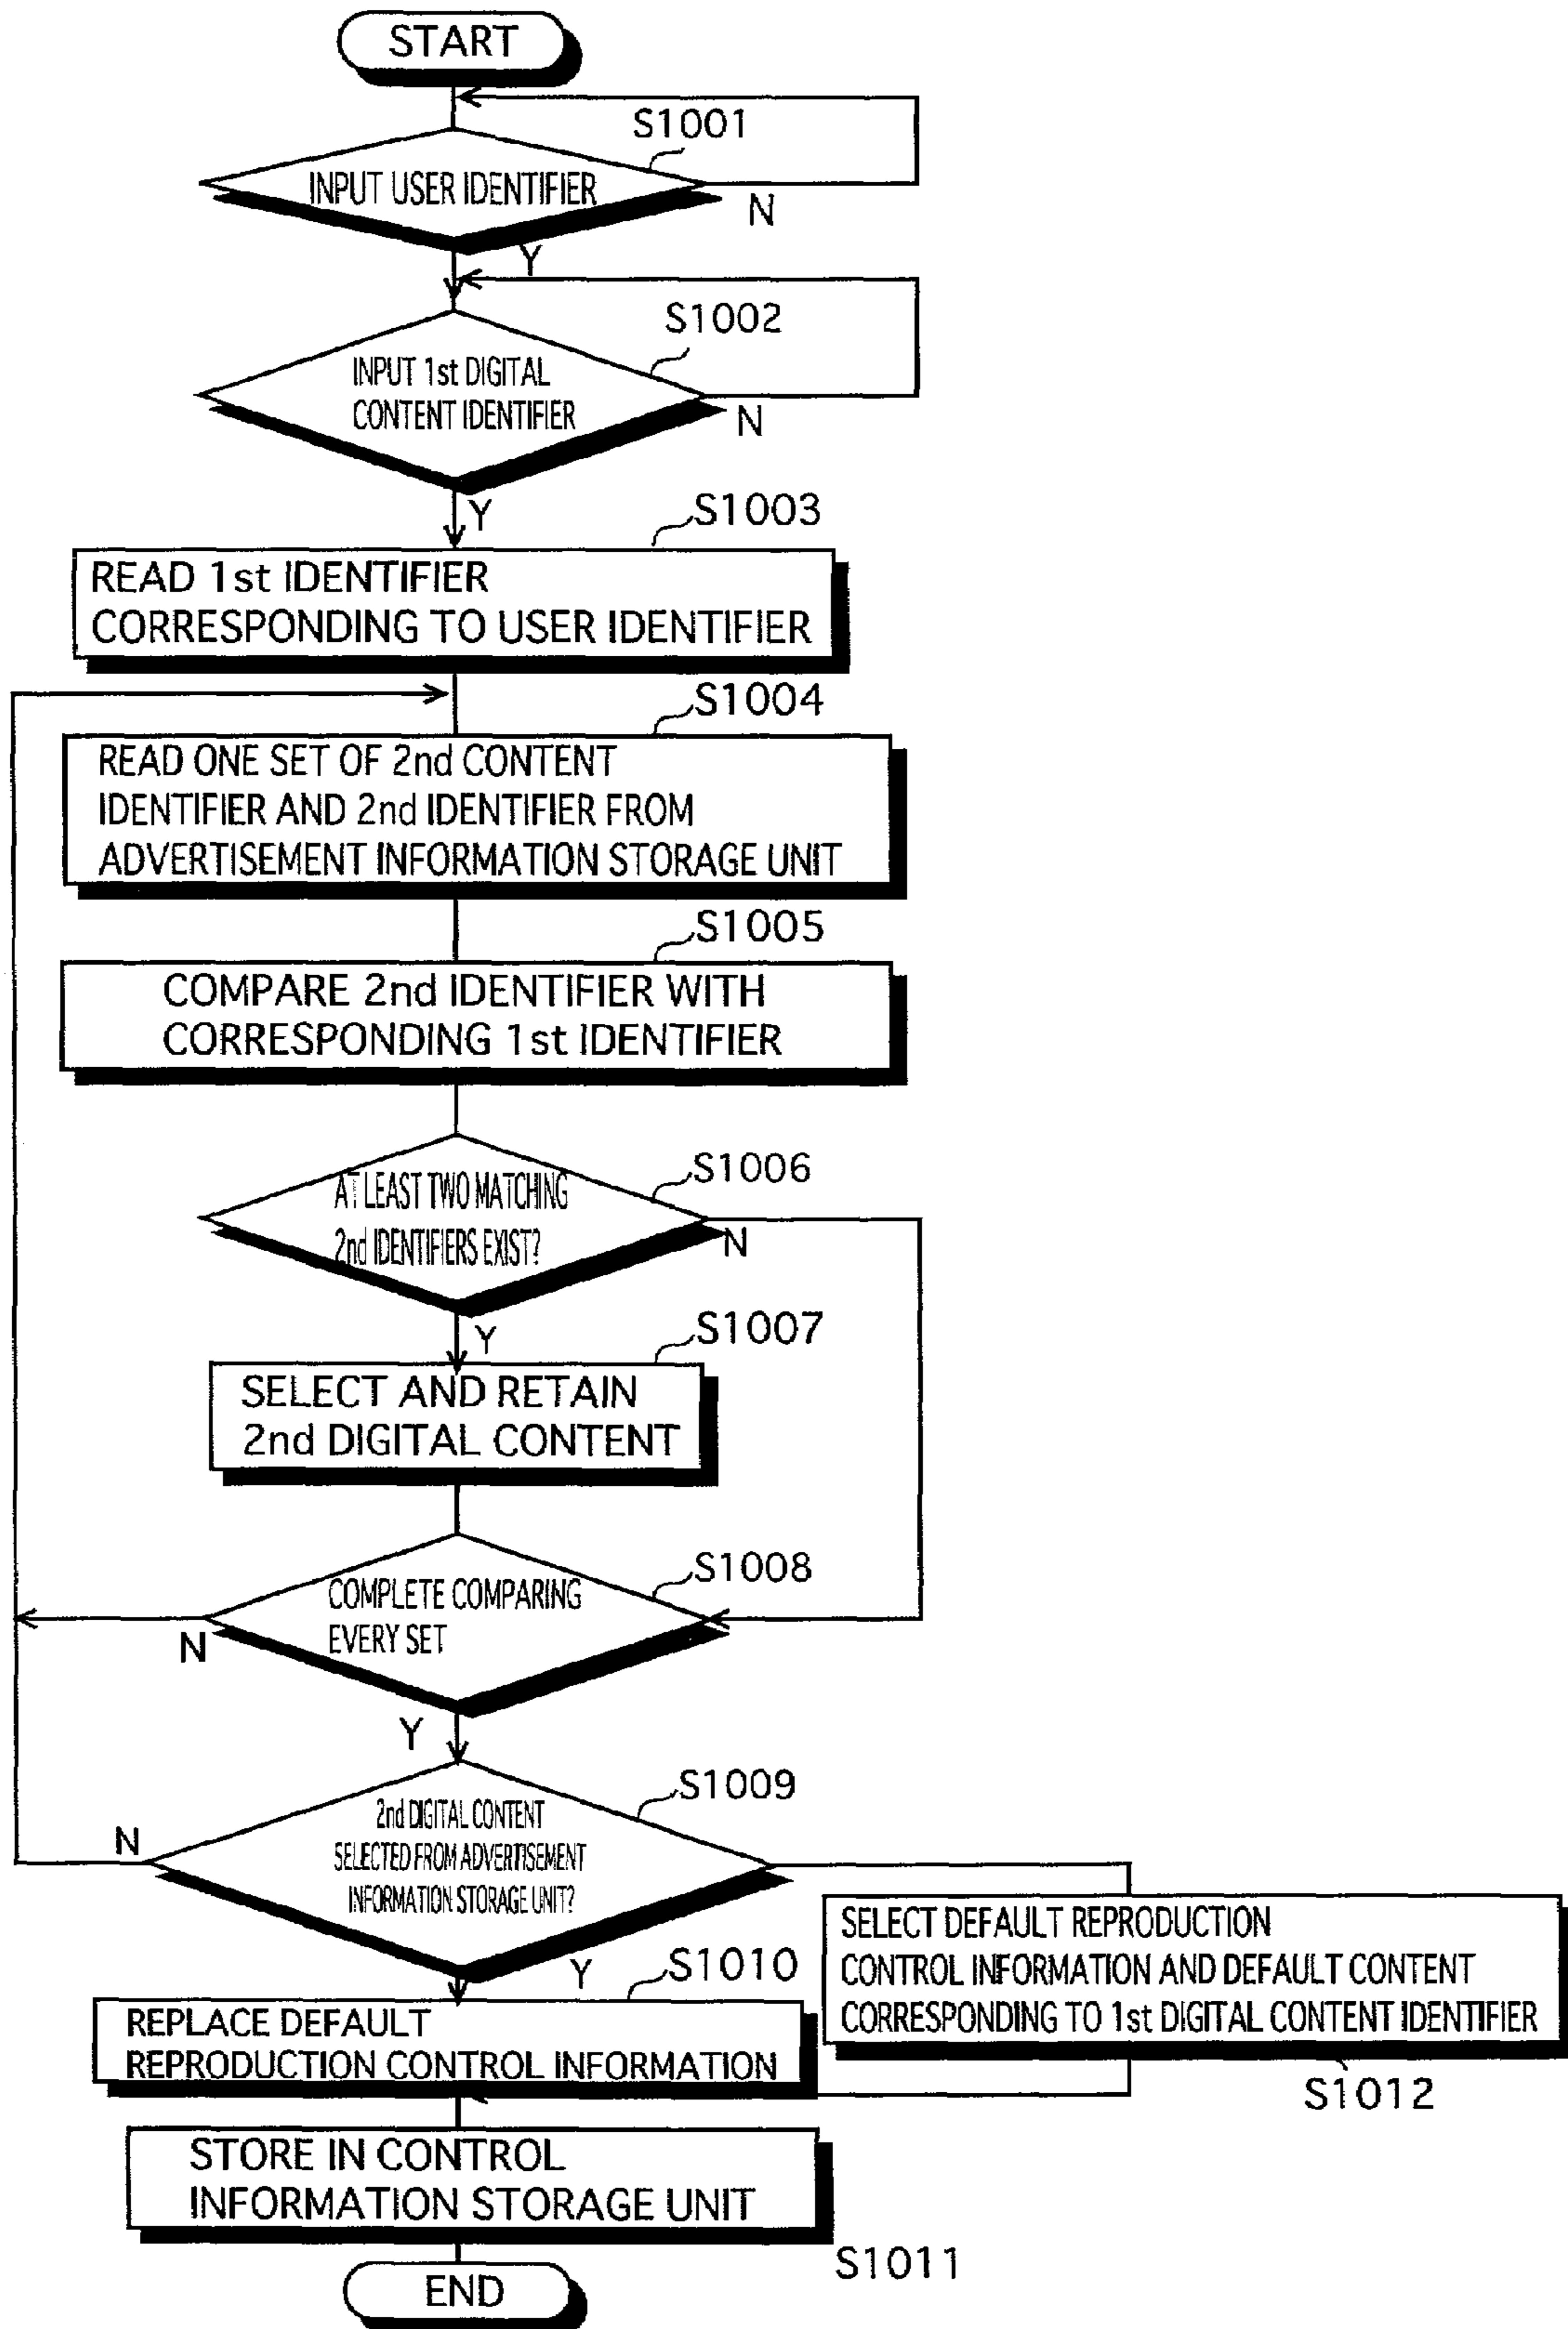 START
S1001
INPUT USER IDENTIFIER
N
Y
S1002
INPUT 1st DIGITAL
CONTENT IDENTIFIER
N
Y
S1003
READ 1st IDENTIFIER
CORRESPONDING TO USER IDENTIFIER
S1004
READ ONE SET OF 2nd CONTENT
IDENTIFIER AND 2nd IDENTIFIER FROM
ADVERTISEMENT INFORMATION STORAGE UNIT
S1005
COMPARE 2nd IDENTIFIER WITH
CORRESPONDING 1st IDENTIFIER
S1006
AT LEAST TWO MATCHING
2nd IDENTIFIERS EXIST?
N
Y
S1007
SELECT AND RETAIN
2nd DIGITAL CONTENT
S1008
COMPLETE COMPARING
EVERY SET
N
Y
S1009
2nd DIGITAL CONTENT
SELECTED FROM ADVERTISEMENT
INFORMATION STORAGE UNIT?
N
Y
S1010
REPLACE DEFAULT
REPRODUCTION CONTROL INFORMATION
SELECT DEFAULT REPRODUCTION
CONTROL INFORMATION AND DEFAULT CONTENT
CORRESPONDING TO 1st DIGITAL CONTENT IDENTIFIER
S1012
STORE IN CONTROL
INFORMATION STORAGE UNIT
S1011
END